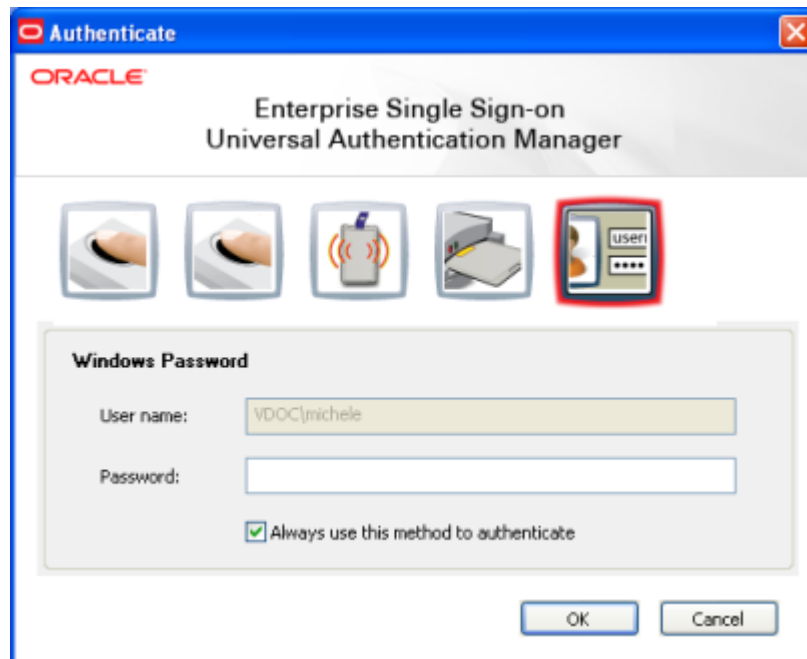 Authenticate
ORACLE
Enterprise Single Sign-on
Universal Authentication Manager
user
••••
Windows Password
User name: VDOC\michele
Password:
Always use this method to authenticate
OK Cancel